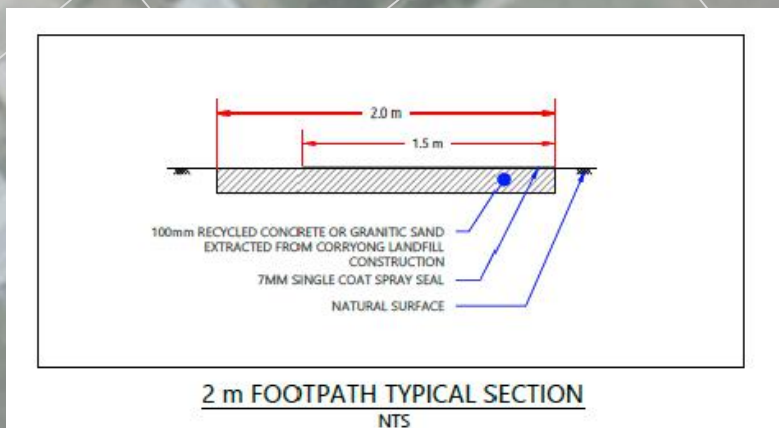 2.0 m
1.5 m
100mm RECYCLED CONCRETE OR GRANITIC SAND
EXTRACTED FROM CORRYONG LANDFILL
CONSTRUCTION
7MM SINGLE COAT SPRAY SEAL
NATURAL SURFACE
2 m FOOTPATH TYPICAL SECTION
NTS